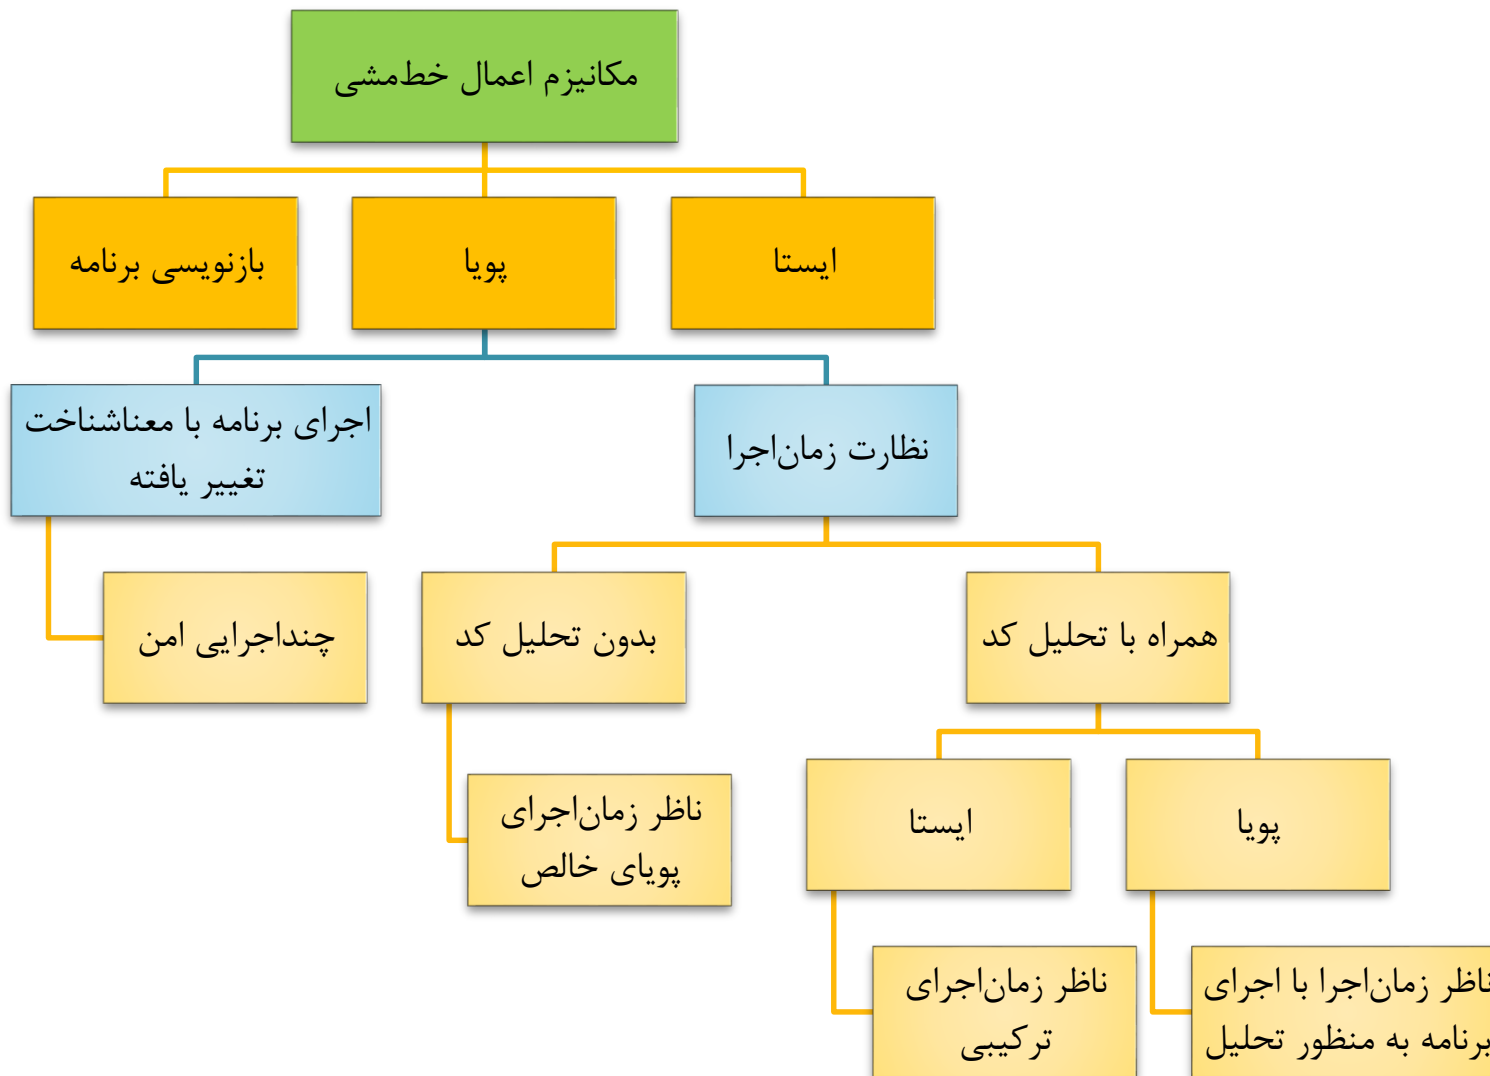 مکانیزم اعمال خط‌مشی
ایستا
پویا
بازنویسی برنامه
نظارت زمان‌اجرا
اجرای برنامه با معناشناخت
تغییر یافته
همراه با تحلیل کد
بدون تحلیل کد
چنداجرایی امن
پویا
ایستا
ناظر زمان‌اجرای
پویای خالص
ناظر زمان‌اجرا با اجرای
برنامه به منظور تحلیل
ناظر زمان‌اجرای
ترکیبی